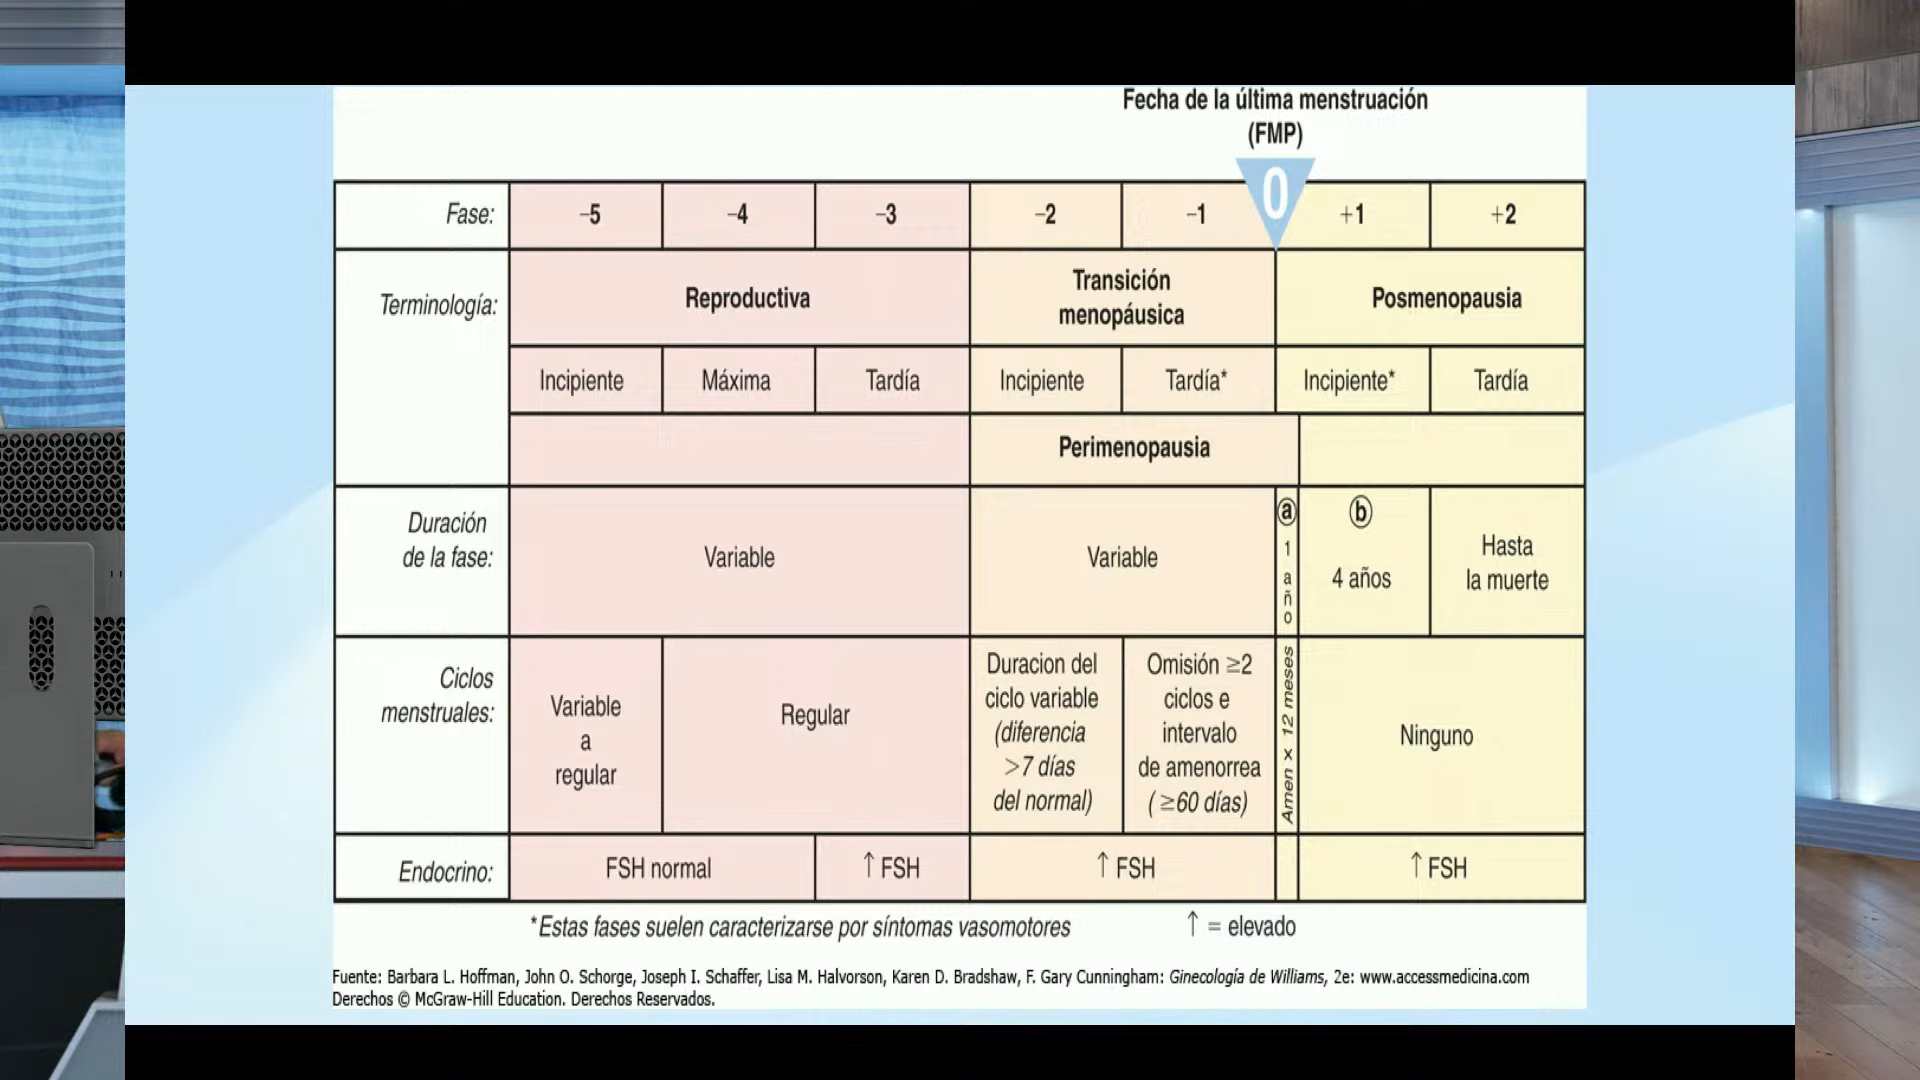 Fecha de la última menstruación
(FMP)
0
Fase:
–5
–4
–3
–2
–1
+1
+2
Terminología:
Reproductiva
Transición
menopáusica
Posmenopausia
Incipiente
Máxima
Tardía
Incipiente
Tardía*
Incipiente*
Tardía
Perimenopausia
Duración
de la fase:
Variable
Variable
a
1
a
ñ
o
b
4 años
Hasta
la muerte
Ciclos
menstruales:
Variable
a
regular
Regular
Duracion del
ciclo variable
(diferencia
>7 días
del normal)
Omisión ≥2
ciclos e
intervalo
de amenorrea
(≥60 días)
Amen × 12 meses
Ninguno
Endocrino:
FSH normal
↑ FSH
↑ FSH
↑ FSH
*Estas fases suelen caracterizarse por síntomas vasomotores
↑ = elevado
Fuente: Barbara L. Hoffman, John O. Schorge, Joseph I. Schaffer, Lisa M. Halvorson, Karen D. Bradshaw, F. Gary Cunningham: Ginecología de Williams, 2e: www.accessmedicina.com
Derechos © McGraw-Hill Education. Derechos Reservados.